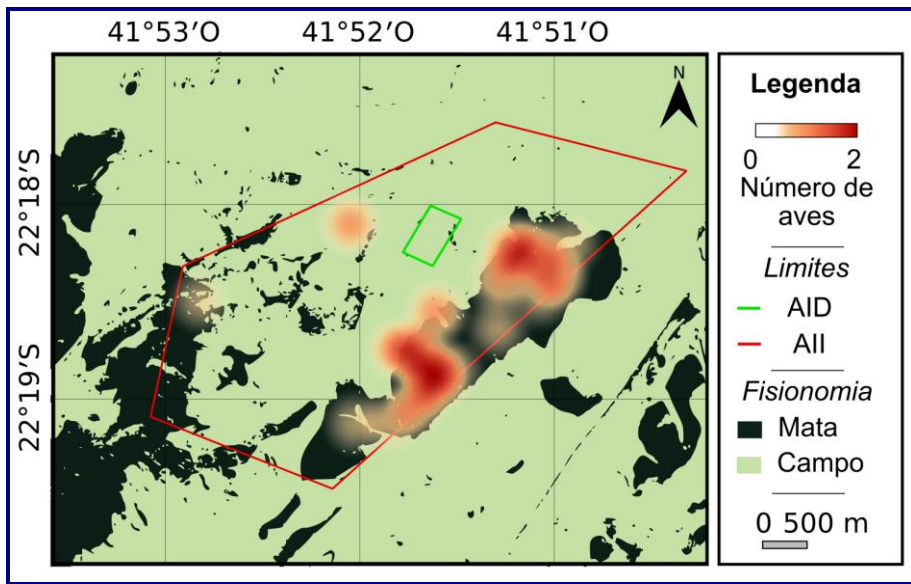 41°53′O 41°52′O 41°51′O
22°18′S
22°19′S
N
Legenda
0 2
Número de
aves
Limites
AID
AII
Fisionomia
Mata
Campo
0 500 m